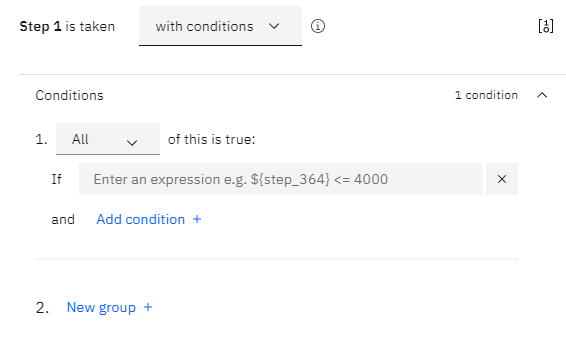 Step 1 is taken with conditions
Conditions 1 condition
1. All of this is true:
If Enter an expression e.g. ${step_364} <= 4000
and Add condition +
2. New group +